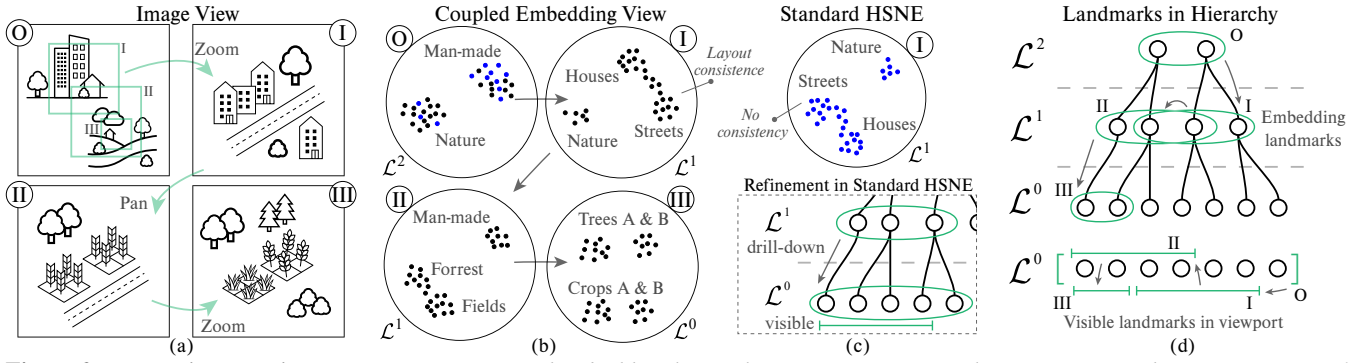 Image View
O
I
II
III
I
Zoom
II
Pan
III
Zoom
(a)
Coupled Embedding View
O
Man-made
Nature
L²
I
Houses
Nature
Streets
L¹
Layout
consistence
II
Man-made
Forrest
Fields
L¹
III
Trees A & B
Crops A & B
L⁰
(b)
Standard HSNE
I
Nature
Streets
Houses
No
consistency
L¹
Refinement in Standard HSNE
L¹
drill-down
L⁰
visible
(c)
Landmarks in Hierarchy
L²
O
L¹
II
I
Embedding
landmarks
L⁰
III
II
L⁰
III
I
O
Visible landmarks in viewport
(d)